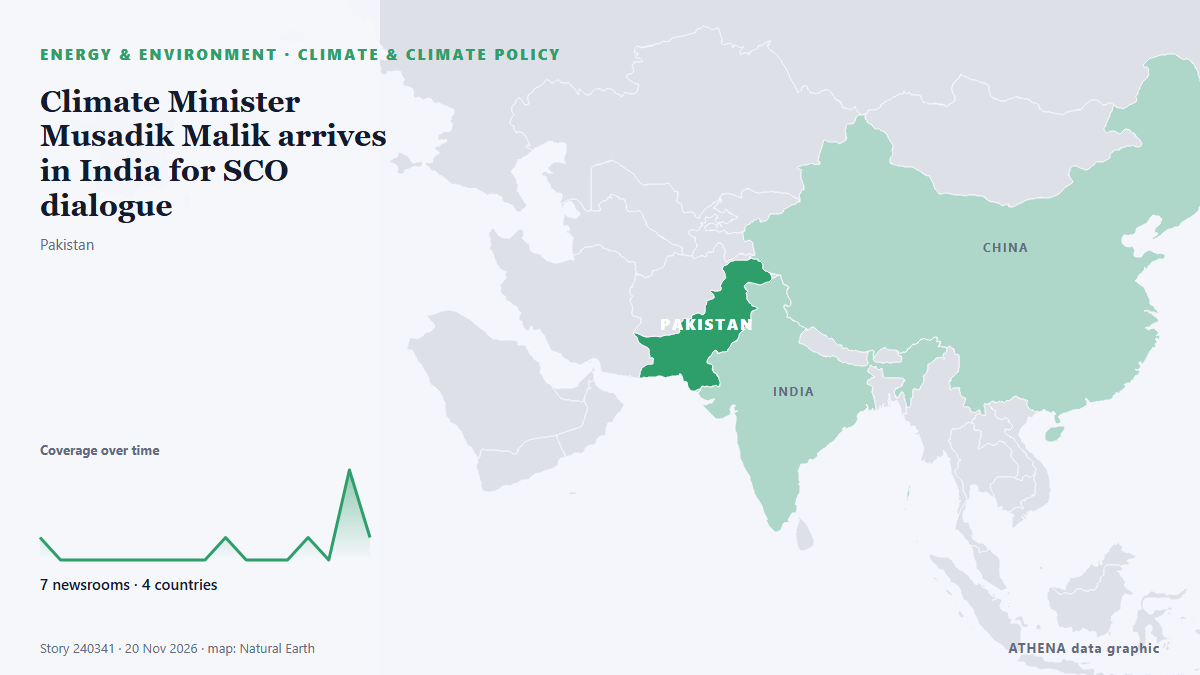 ENERGY & ENVIRONMENT · CLIMATE & CLIMATE POLICY
Climate Minister
Musadik Malik arrives
in India for SCO
dialogue
Pakistan
CHINA
PAKISTAN
INDIA
Coverage over time
7 newsrooms · 4 countries
Story 240341 · 20 Nov 2026 · map: Natural Earth
ATHENA data graphic